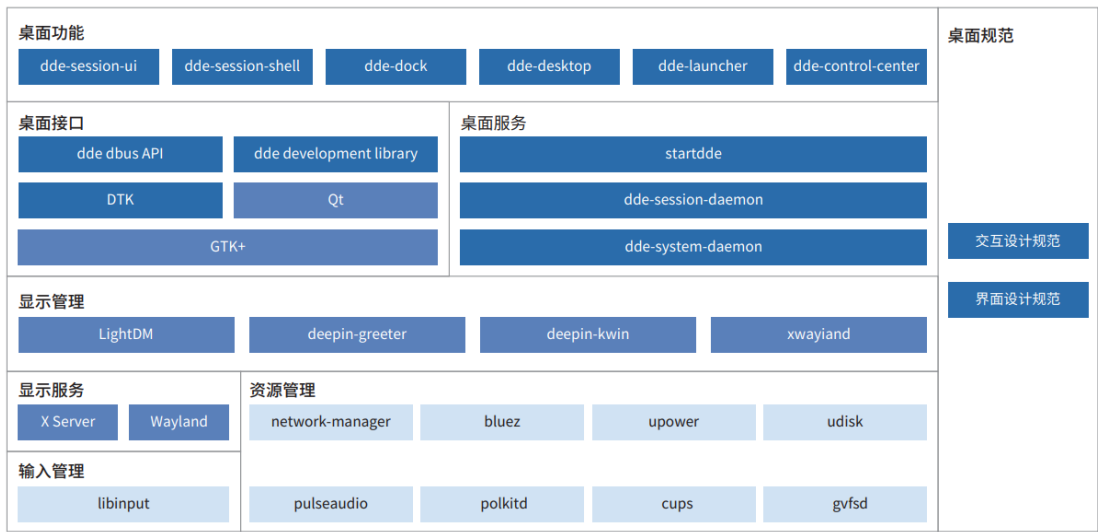 桌面功能
dde-session-ui
dde-session-shell
dde-dock
dde-desktop
dde-launcher
dde-control-center
桌面接口
dde dbus API
dde development library
DTK
Qt
GTK+
桌面服务
startdde
dde-session-daemon
dde-system-daemon
显示管理
LightDM
deepin-greeter
deepin-kwin
xwayiand
显示服务
X Server
Wayland
输入管理
libinput
资源管理
network-manager
bluez
upower
udisk
pulseaudio
polkitd
cups
gvfsd
桌面规范
交互设计规范
界面设计规范